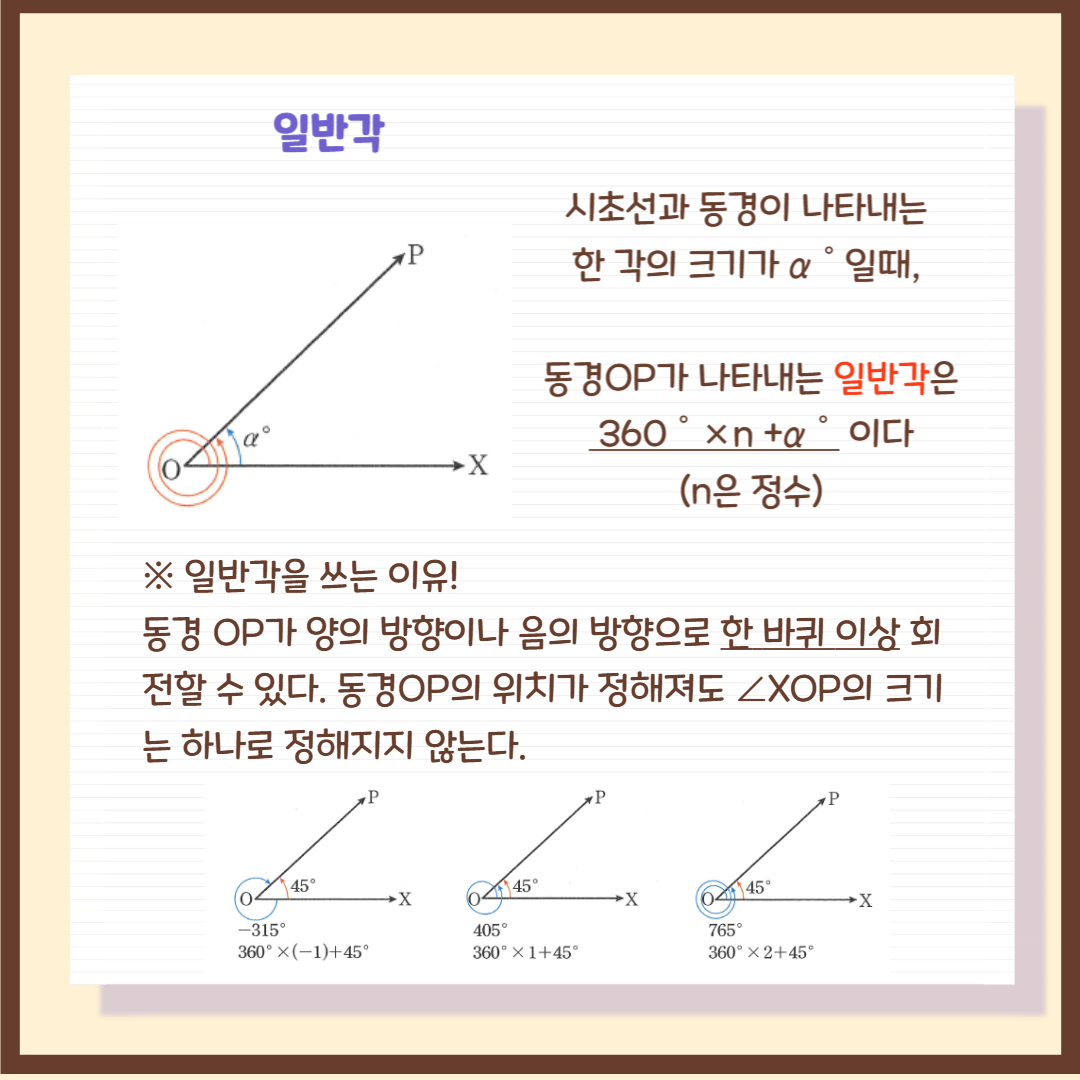 일반각
시초선과 동경이 나타내는
한 각의 크기가 α ° 일때,
동경OP가 나타내는 일반각은
360 ° ×n +α ° 이다
(n은 정수)
P
α°
O
X
※ 일반각을 쓰는 이유!
동경 OP가 양의 방향이나 음의 방향으로 한 바퀴 이상 회
전할 수 있다. 동경OP의 위치가 정해져도 ∠XOP의 크기
는 하나로 정해지지 않는다.
P
45°
O
X
−315°
360°×(−1)+45°
P
45°
O
X
405°
360°×1+45°
P
45°
O
X
765°
360°×2+45°